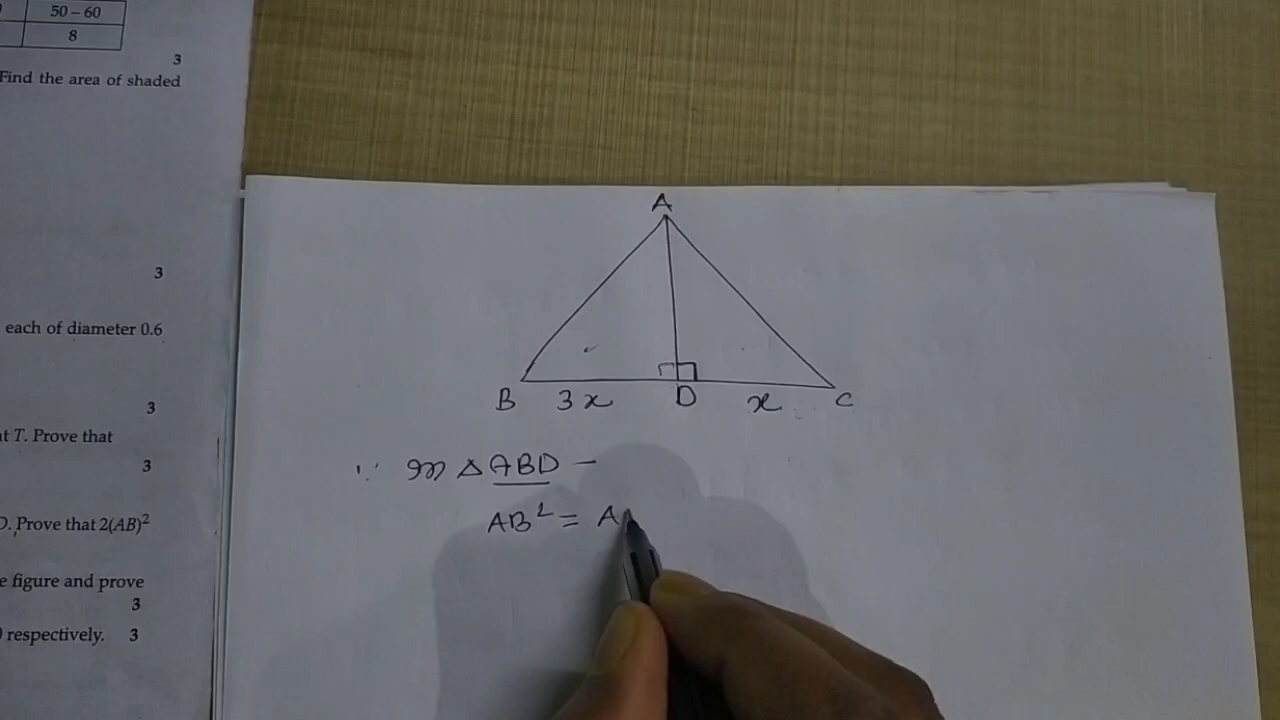 50 – 60
8
3
Find the area of shaded
3
each of diameter 0.6
3
t T. Prove that
3
D. Prove that 2(AB)²
e figure and prove
3
respectively. 3
A
B 3x D x C
∵ In △ABD –
AB² = A